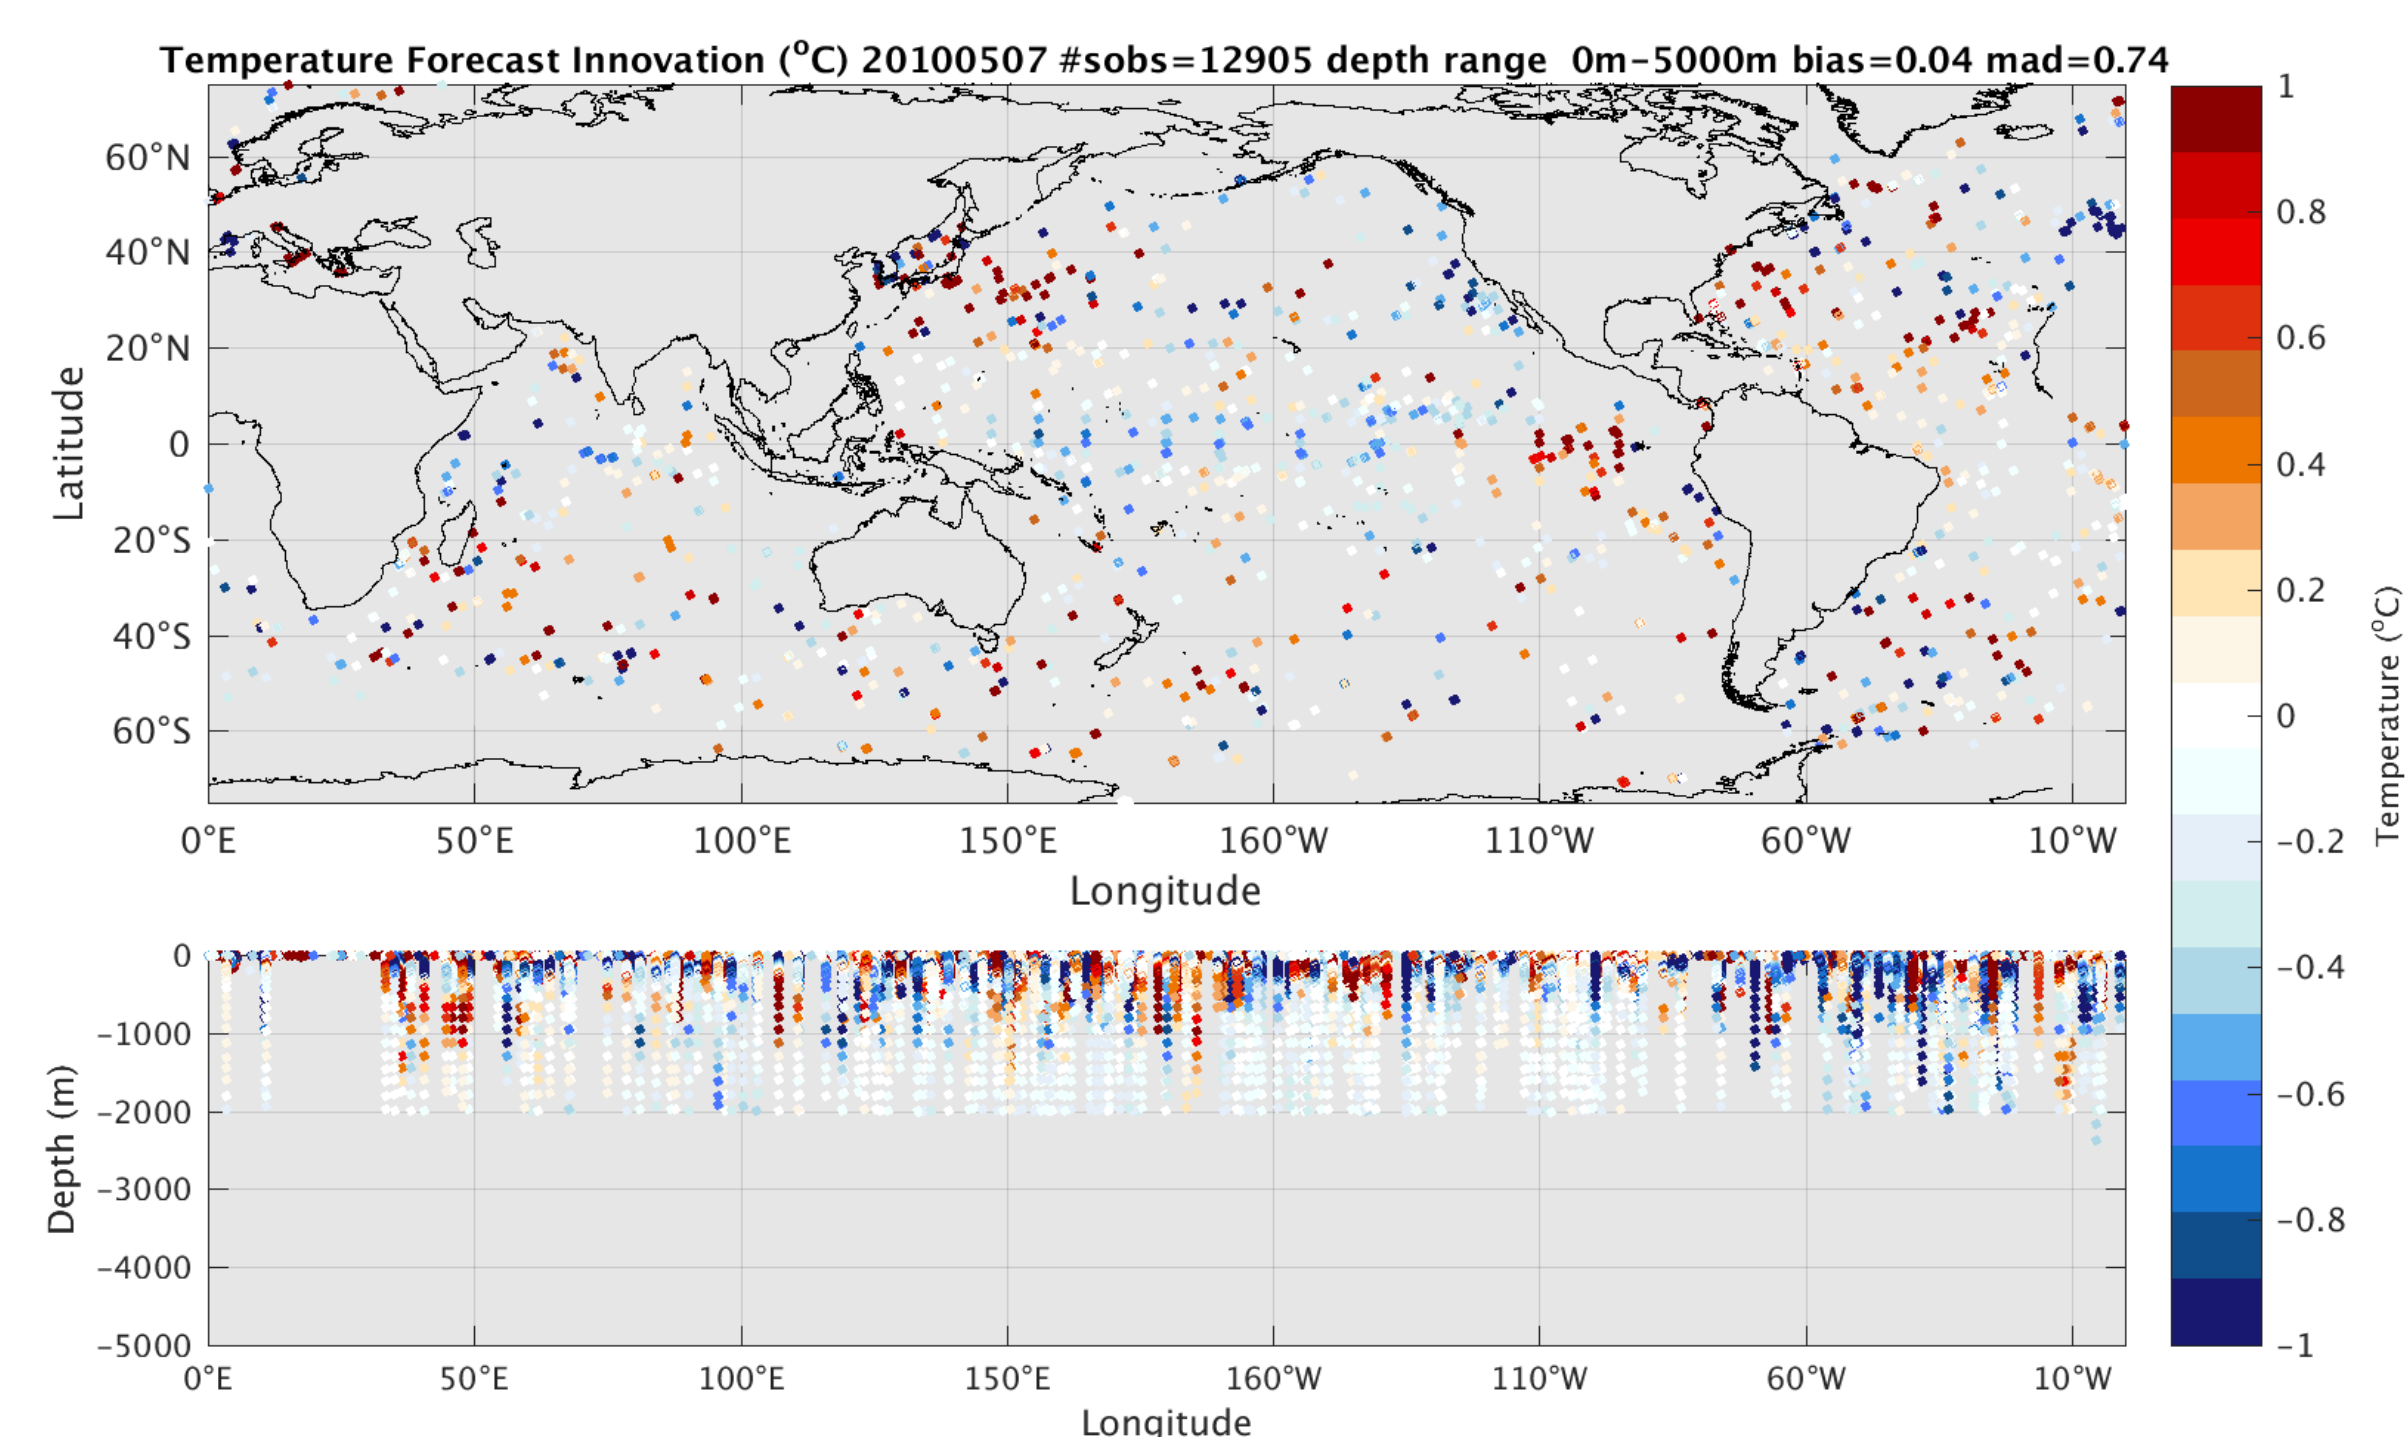 Temperature Forecast Innovation (°C) 20100507 #sobs=12905 depth range 0m-5000m bias=0.04 mad=0.74
60°N
40°N
20°N
0
20°S
40°S
60°S
Latitude
0°E 50°E 100°E 150°E 160°W 110°W 60°W 10°W
Longitude
0
-1000
-2000
-3000
-4000
-5000
Depth (m)
0°E 50°E 100°E 150°E 160°W 110°W 60°W 10°W
Longitude
1
0.8
0.6
0.4
0.2
0
-0.2
-0.4
-0.6
-0.8
-1
Temperature (°C)